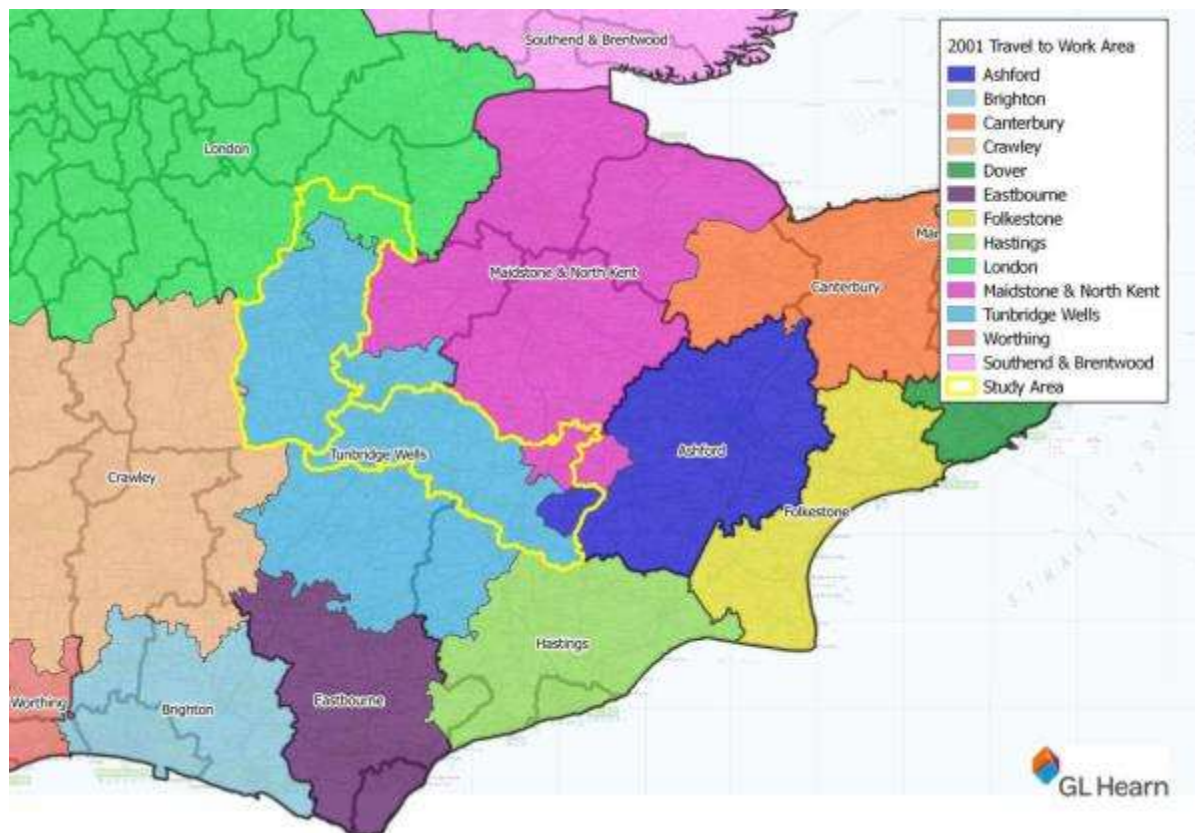 Southend & Brentwood
London
Maidstone & North Kent
Canterbury
Tunbridge Wells
Ashford
Crawley
Folkestone
Hastings
Worthing
Brighton
Eastbourne
2001 Travel to Work Area
Ashford
Brighton
Canterbury
Crawley
Dover
Eastbourne
Folkestone
Hastings
London
Maidstone & North Kent
Tunbridge Wells
Worthing
Southend & Brentwood
Study Area
GL Hearn